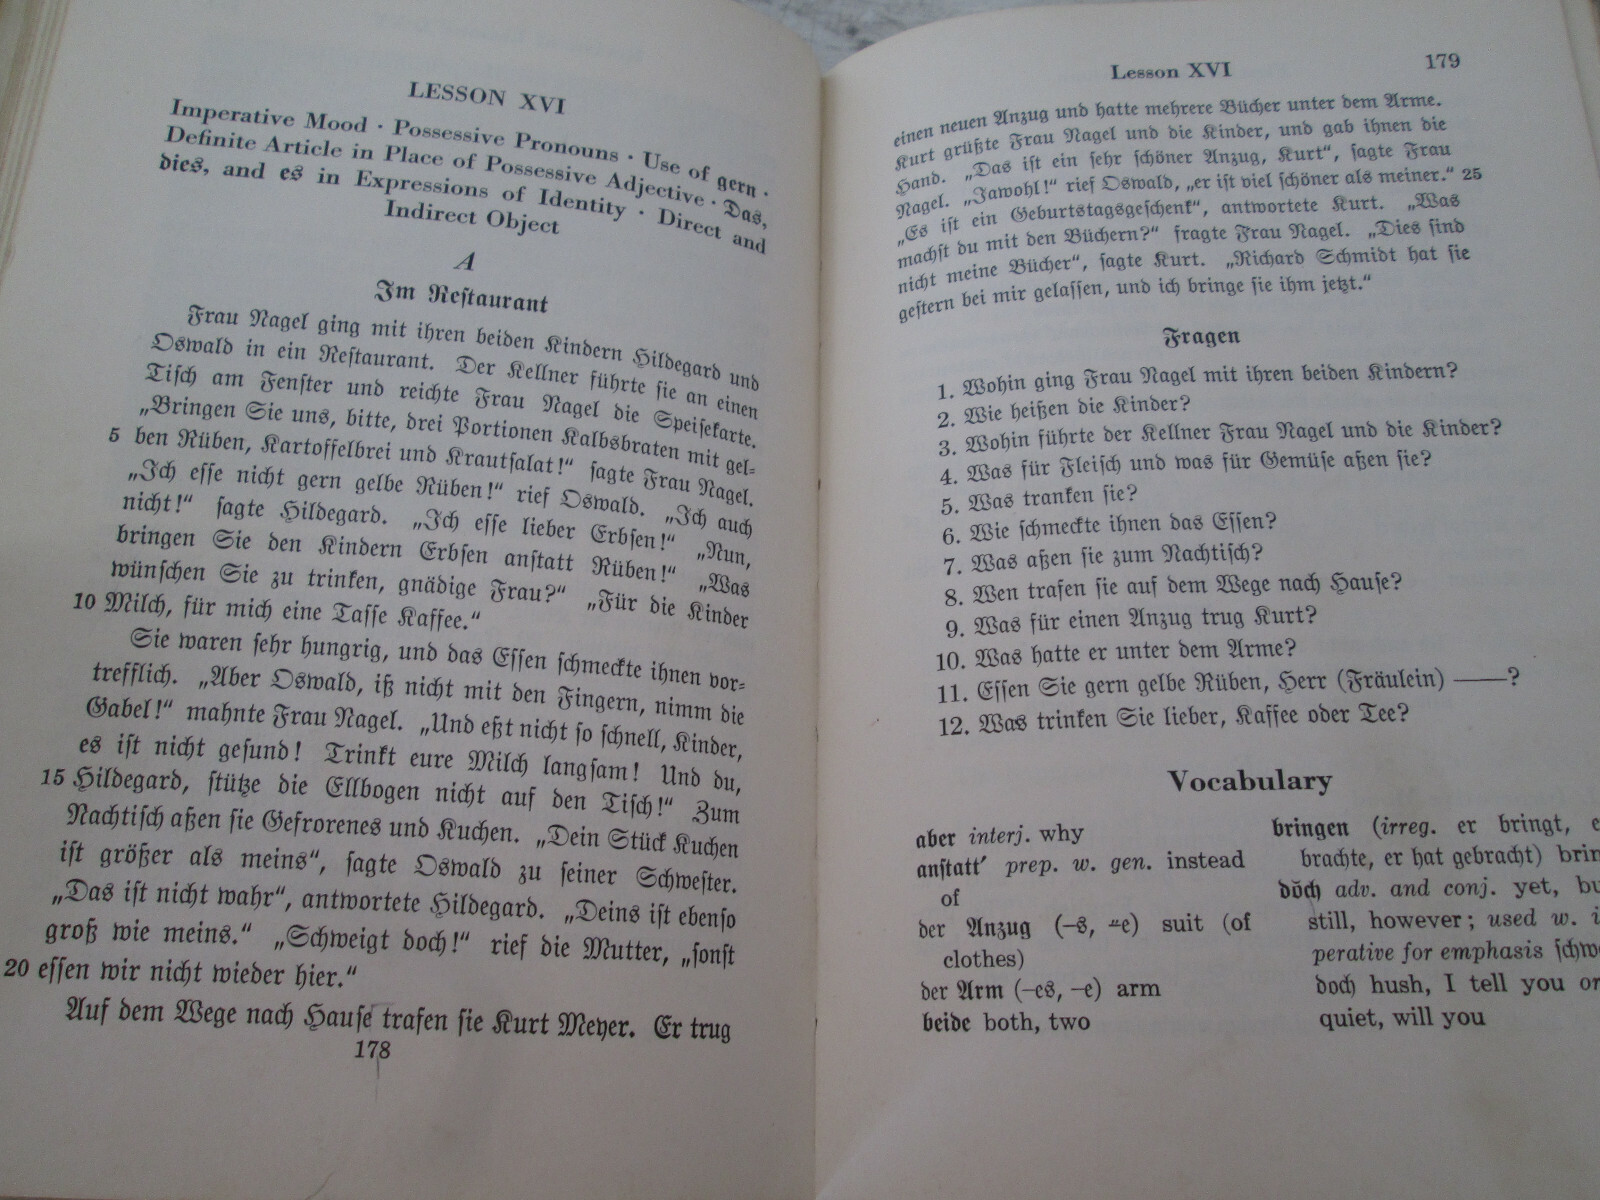 LESSON XVI
Imperative Mood · Possessive Pronouns · Use of gern ·
Definite Article in Place of Possessive Adjective · Das,
dies, and es in Expressions of Identity · Direct and
Indirect Object
A
Im Restaurant
Frau Nagel ging mit ihren beiden Kindern Hildegard und
Oswald in ein Restaurant. Der Kellner führte sie an einen
Tisch am Fenster und reichte Frau Nagel die Speisekarte.
„Bringen Sie uns, bitte, drei Portionen Kalbsbraten mit gel=
5 ben Rüben, Kartoffelbrei und Krautsalat!“ sagte Frau Nagel.
„Ich esse nicht gern gelbe Rüben!“ rief Oswald. „Ich auch
nicht!“ sagte Hildegard. „Ich esse lieber Erbsen!“ „Nun,
bringen Sie den Kindern Erbsen anstatt Rüben!“ „Was
wünschen Sie zu trinken, gnädige Frau?“ „Für die Kinder
10 Milch, für mich eine Tasse Kaffee.“
Sie waren sehr hungrig, und das Essen schmeckte ihnen vor=
trefflich. „Aber Oswald, iß nicht mit den Fingern, nimm die
Gabel!“ mahnte Frau Nagel. „Und eßt nicht so schnell, Kinder,
es ist nicht gesund! Trinkt eure Milch langsam! Und du,
15 Hildegard, stütze die Ellbogen nicht auf den Tisch!“ Zum
Nachtisch aßen sie Gefrorenes und Kuchen. „Dein Stück Kuchen
ist größer als meins“, sagte Oswald zu seiner Schwester.
„Das ist nicht wahr“, antwortete Hildegard. „Deins ist ebenso
groß wie meins.“ „Schweigt doch!“ rief die Mutter, „sonst
20 essen wir nicht wieder hier.“
Auf dem Wege nach Hause trafen sie Kurt Meyer. Er trug
178
Lesson XVI 179
einen neuen Anzug und hatte mehrere Bücher unter dem Arme.
Kurt grüßte Frau Nagel und die Kinder, und gab ihnen die
Hand. „Das ist ein sehr schöner Anzug, Kurt“, sagte Frau
Nagel. „Jawohl!“ rief Oswald, „er ist viel schöner als meiner.“ 25
„Es ist ein Geburtstagsgeschenk“, antwortete Kurt. „Was
machst du mit den Büchern?“ fragte Frau Nagel. „Dies sind
nicht meine Bücher“, sagte Kurt. „Richard Schmidt hat sie
gestern bei mir gelassen, und ich bringe sie ihm jetzt.“
Fragen
1. Wohin ging Frau Nagel mit ihren beiden Kindern?
2. Wie heißen die Kinder?
3. Wohin führte der Kellner Frau Nagel und die Kinder?
4. Was für Fleisch und was für Gemüse aßen sie?
5. Was tranken sie?
6. Wie schmeckte ihnen das Essen?
7. Was aßen sie zum Nachtisch?
8. Wen trafen sie auf dem Wege nach Hause?
9. Was für einen Anzug trug Kurt?
10. Was hatte er unter dem Arme?
11. Essen Sie gern gelbe Rüben, Herr (Fräulein) ——?
12. Was trinken Sie lieber, Kaffee oder Tee?
Vocabulary
aber interj. why
anstatt′ prep. w. gen. instead
of
der Anzug (–s, ⸚e) suit (of
clothes)
der Arm (–es, –e) arm
beide both, two
bringen (irreg. er bringt, e
brachte, er hat gebracht) brin
dŏch adv. and conj. yet, bu
still, however; used w. i
perative for emphasis schw
doch hush, I tell you or
quiet, will you